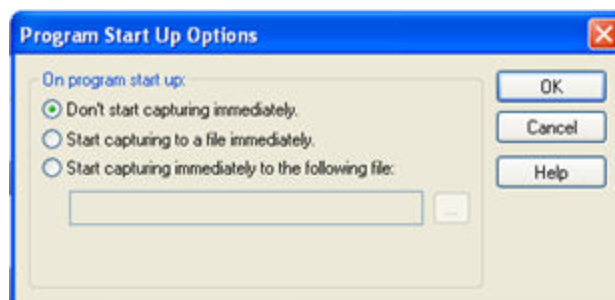 Program Start Up Options
On program start up:
Don't start capturing immediately.
Start capturing to a file immediately.
Start capturing immediately to the following file:
...
OK
Cancel
Help